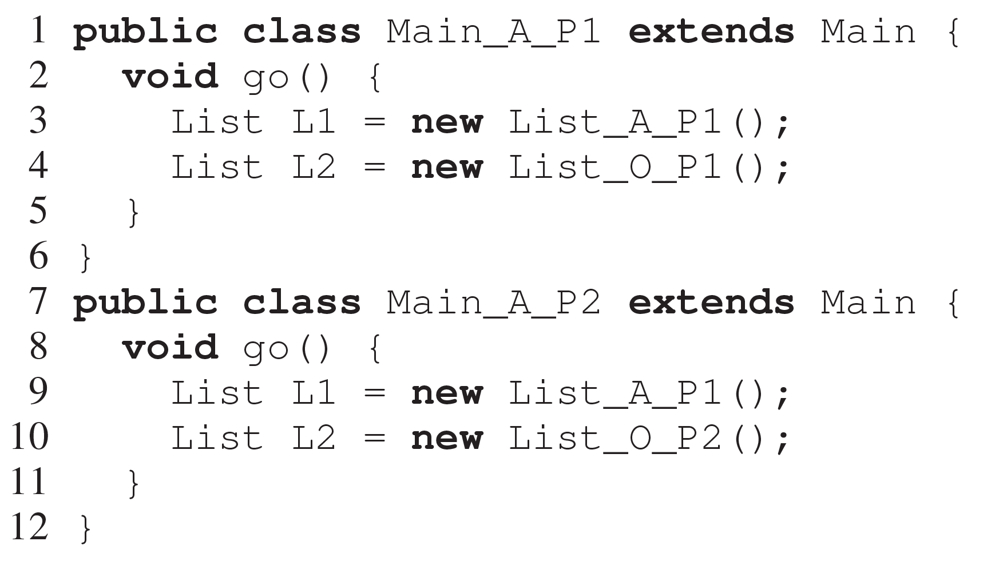 1 public class Main_A_P1 extends Main {
2   void go() {
3     List L1 = new List_A_P1();
4     List L2 = new List_O_P1();
5   }
6 }
7 public class Main_A_P2 extends Main {
8   void go() {
9     List L1 = new List_A_P1();
10     List L2 = new List_O_P2();
11   }
12 }